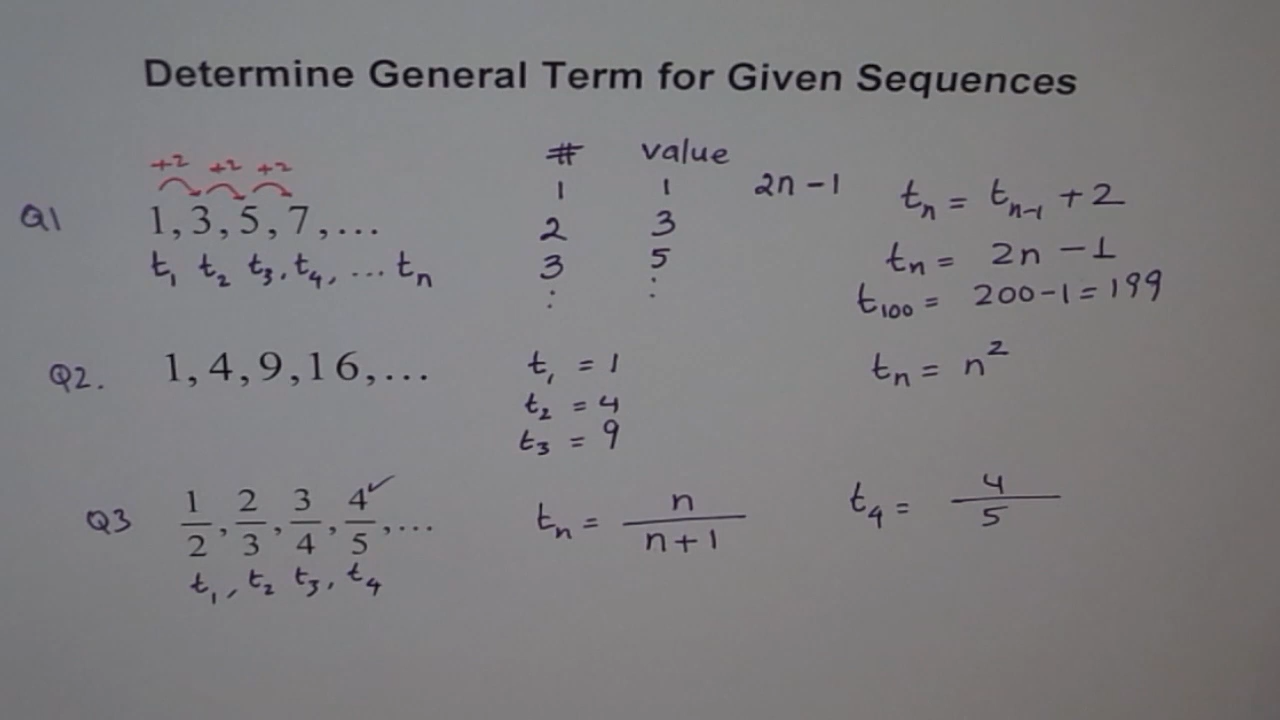 Determine General Term for Given Sequences
+2 +2 +2
Q1 1, 3, 5, 7, ...
t₁ t₂ t₃, t₄, ... tₙ
# value
1 1
2 3
3 5
⋮ ⋮
2n - 1
tₙ = tₙ₋₁ + 2
tₙ = 2n - 1
t₁₀₀ = 200 - 1 = 199
Q2. 1, 4, 9, 16, ...
t₁ = 1
t₂ = 4
t₃ = 9
tₙ = n²
Q3 1/2, 2/3, 3/4, 4/5 ✓, ...
t₁, t₂ t₃, t₄
tₙ = n/(n+1)
t₄ = 4/5